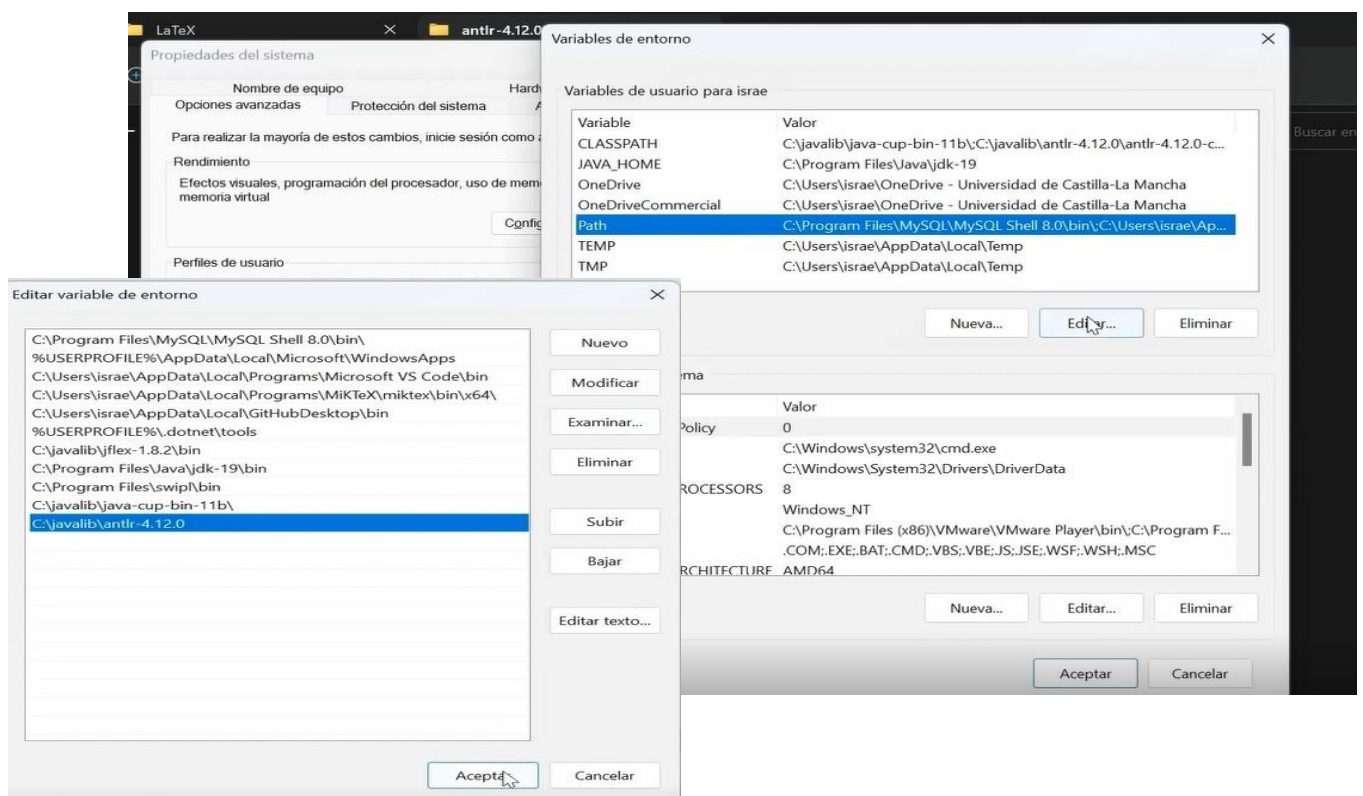 LaTeX
antlr-4.12.0
Propiedades del sistema
Nombre de equipo
Opciones avanzadas Protección del sistema
Para realizar la mayoría de estos cambios, inicie sesión como
Rendimiento
Efectos visuales, programación del procesador, uso de
memoria virtual
Perfiles de usuario
Variables de entorno
Variables de usuario para israe
Variable Valor
CLASSPATH C:\javalib\java-cup-bin-11b\;C:\javalib\antlr-4.12.0\antlr-4.12.0-c...
JAVA_HOME C:\Program Files\Java\jdk-19
OneDrive C:\Users\israe\OneDrive - Universidad de Castilla-La Mancha
OneDriveCommercial C:\Users\israe\OneDrive - Universidad de Castilla-La Mancha
Path C:\Program Files\MySQL\MySQL Shell 8.0\bin\;C:\Users\israe\Ap...
TEMP C:\Users\israe\AppData\Local\Temp
TMP C:\Users\israe\AppData\Local\Temp
Nueva... Editar... Eliminar
Valor
Policy 0
C:\Windows\system32\cmd.exe
C:\Windows\System32\Drivers\DriverData
ROCESSORS 8
Windows_NT
C:\Program Files (x86)\VMware\VMware Player\bin\;C:\Program F...
.COM;.EXE;.BAT;.CMD;.VBS;.VBE;.JS;.JSE;.WSF;.WSH;.MSC
RCHITECTURE AMD64
Nueva... Editar... Eliminar
Aceptar Cancelar
Buscar en
Editar variable de entorno
C:\Program Files\MySQL\MySQL Shell 8.0\bin\
%USERPROFILE%\AppData\Local\Microsoft\WindowsApps
C:\Users\israe\AppData\Local\Programs\Microsoft VS Code\bin
C:\Users\israe\AppData\Local\Programs\MiKTeX\miktex\bin\x64\
C:\Users\israe\AppData\Local\GitHubDesktop\bin
%USERPROFILE%\.dotnet\tools
C:\javalib\jflex-1.8.2\bin
C:\Program Files\Java\jdk-19\bin
C:\Program Files\swipl\bin
C:\javalib\java-cup-bin-11b\
C:\javalib\antlr-4.12.0
Nuevo
Modificar
Examinar...
Eliminar
Subir
Bajar
Editar texto...
Aceptar Cancelar